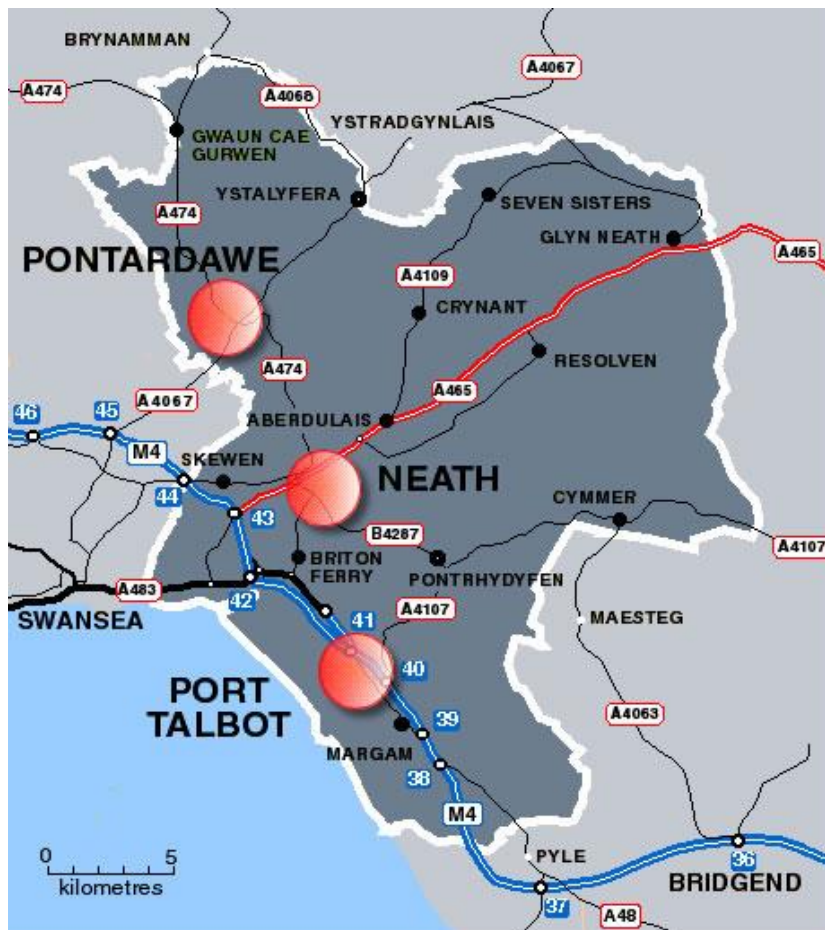 BRYNAMMAN
A4067
A474
A4068
YSTRADGYNLAIS
GWAUN CAE
GURWEN
YSTALYFERA
SEVEN SISTERS
A474
GLYN NEATH
A465
PONTARDAWE
A4109
CRYNANT
A474
RESOLVEN
A4067
A465
46
45
ABERDULAIS
M4
SKEWEN
NEATH
44
CYMMER
43
B4287
A4107
BRITON
FERRY
PONTRHYDYFEN
A483
42
A4107
SWANSEA
41
MAESTEG
40
PORT
TALBOT
A4063
39
MARGAM
38
M4
0
5
kilometres
PYLE
36
BRIDGEND
37
A48